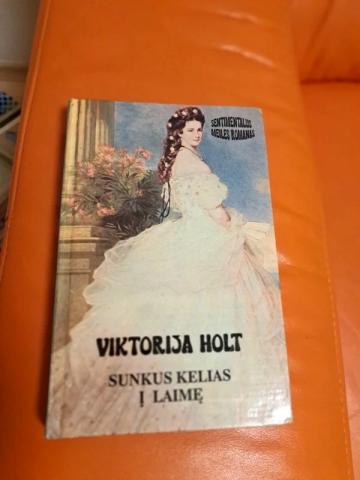 SENTIMENTALUS
MEILĖS ROMANAS
VIKTORIJA HOLT
SUNKUS KELIAS
Į LAIMĘ